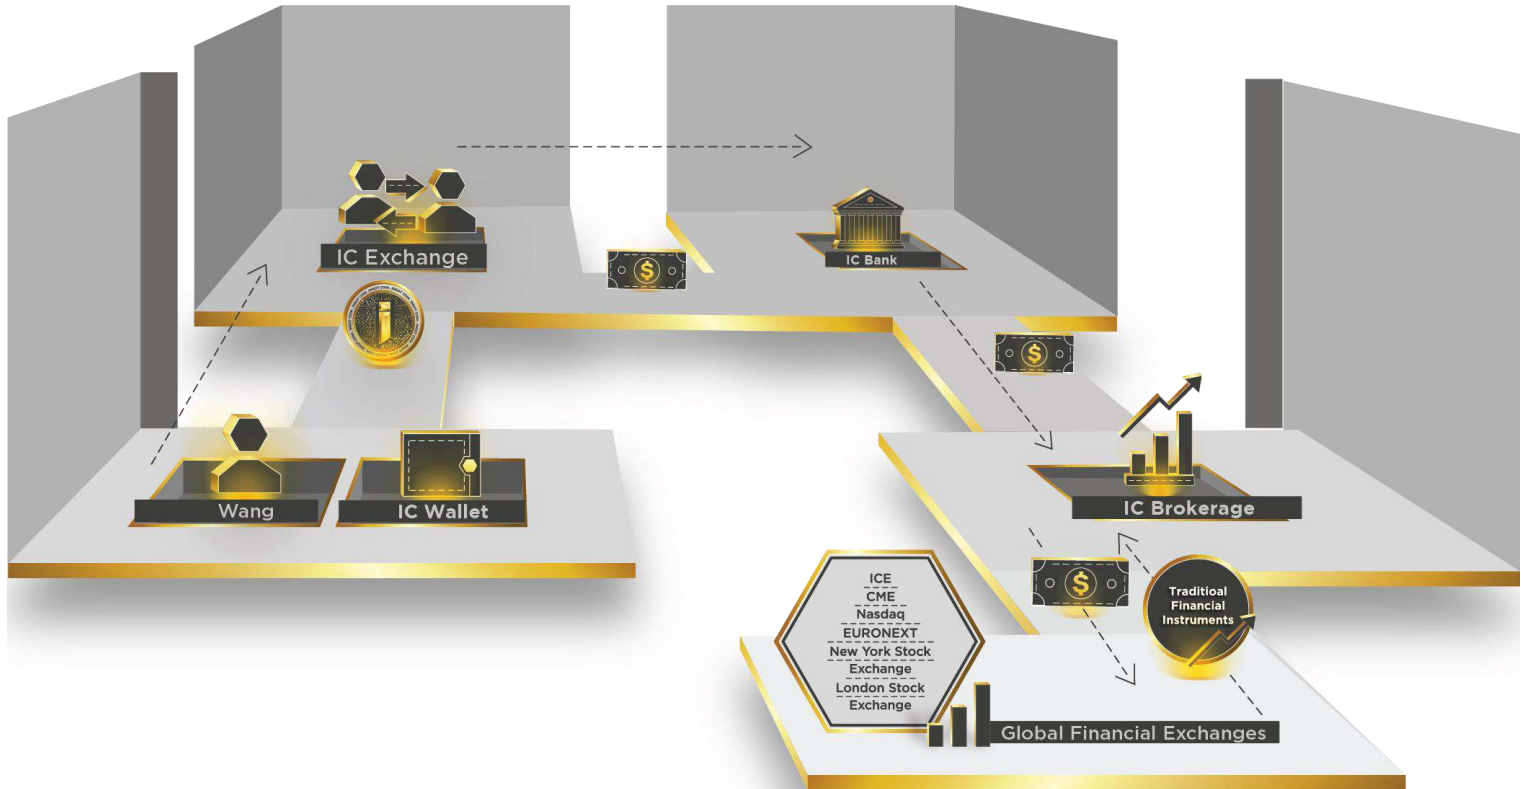 IC Exchange
IC Bank
$
$
Wang
IC Wallet
IC Brokerage
$
Traditioal
Financial
Instruments
ICE
CME
Nasdaq
EURONEXT
New York Stock
Exchange
London Stock
Exchange
Global Financial Exchanges